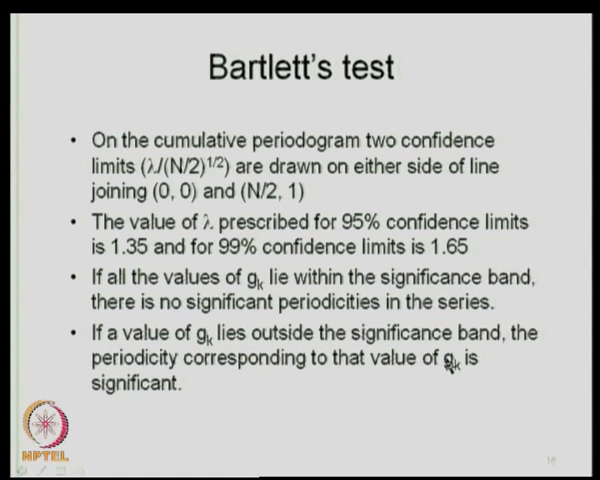 Bartlett's test
• On the cumulative periodogram two confidence
limits (λ/(N/2)^1/2) are drawn on either side of line
joining (0, 0) and (N/2, 1)
• The value of λ prescribed for 95% confidence limits
is 1.35 and for 99% confidence limits is 1.65
• If all the values of gk lie within the significance band,
there is no significant periodicities in the series.
• If a value of gk lies outside the significance band, the
periodicity corresponding to that value of gk is
significant.
NPTEL